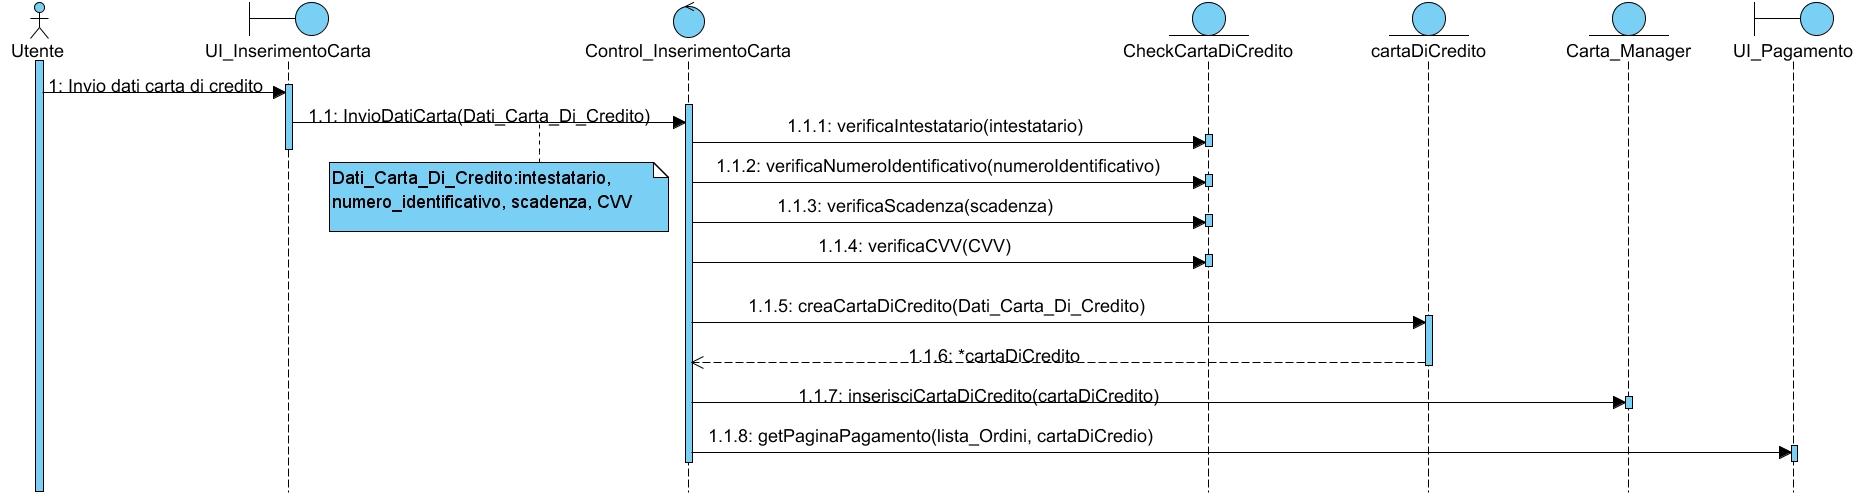 Utente
UI_InserimentoCarta
Control_InserimentoCarta
CheckCartaDiCredito
cartaDiCredito
Carta_Manager
UI_Pagamento
1: Invio dati carta di credito
1.1: InvioDatiCarta(Dati_Carta_Di_Credito)
Dati_Carta_Di_Credito:intestatario,
numero_identificativo, scadenza, CVV
1.1.1: verificaIntestatario(intestatario)
1.1.2: verificaNumeroIdentificativo(numeroIdentificativo)
1.1.3: verificaScadenza(scadenza)
1.1.4: verificaCVV(CVV)
1.1.5: creaCartaDiCredito(Dati_Carta_Di_Credito)
1.1.6: *cartaDiCredito
1.1.7: inserisciCartaDiCredito(cartaDiCredito)
1.1.8: getPaginaPagamento(lista_Ordini, cartaDiCredio)